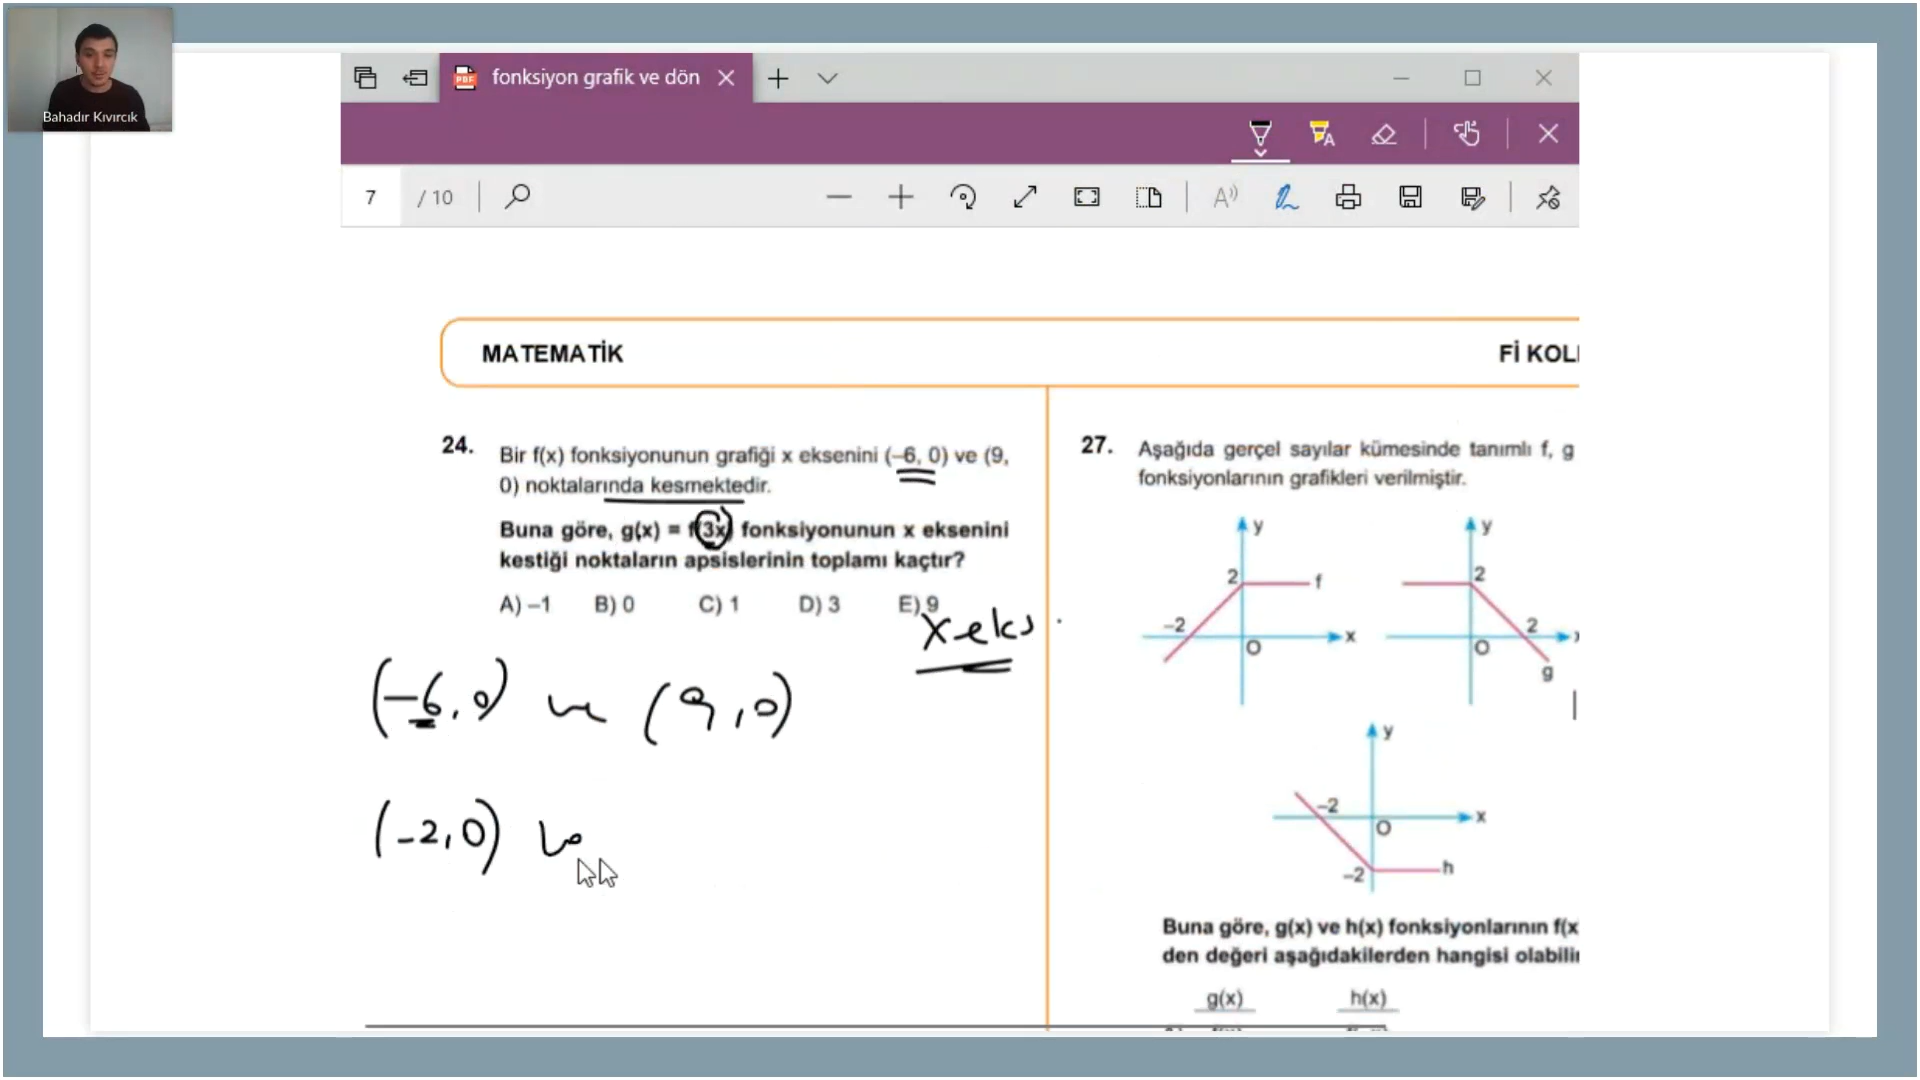 Bahadır Kıvırcık
fonksiyon grafik ve dön
7 / 10
MATEMATİK
Fİ KOL
24.
Bir f(x) fonksiyonunun grafiği x eksenini (–6, 0) ve (9,
0) noktalarında kesmektedir.
Buna göre, g(x) = f(3x) fonksiyonunun x eksenini
kestiği noktaların apsislerinin toplamı kaçtır?
A) –1 B) 0 C) 1 D) 3 E) 9
x eks.
(-6, 0) ve (9, 0)
(-2, 0) ve
27.
Aşağıda gerçel sayılar kümesinde tanımlı f, g
fonksiyonlarının grafikleri verilmiştir.
y
2
f
–2
x
O
y
2
2
O
g
y
–2
x
O
–2
h
Buna göre, g(x) ve h(x) fonksiyonlarının f(x
den değeri aşağıdakilerden hangisi olabili
g(x) h(x)